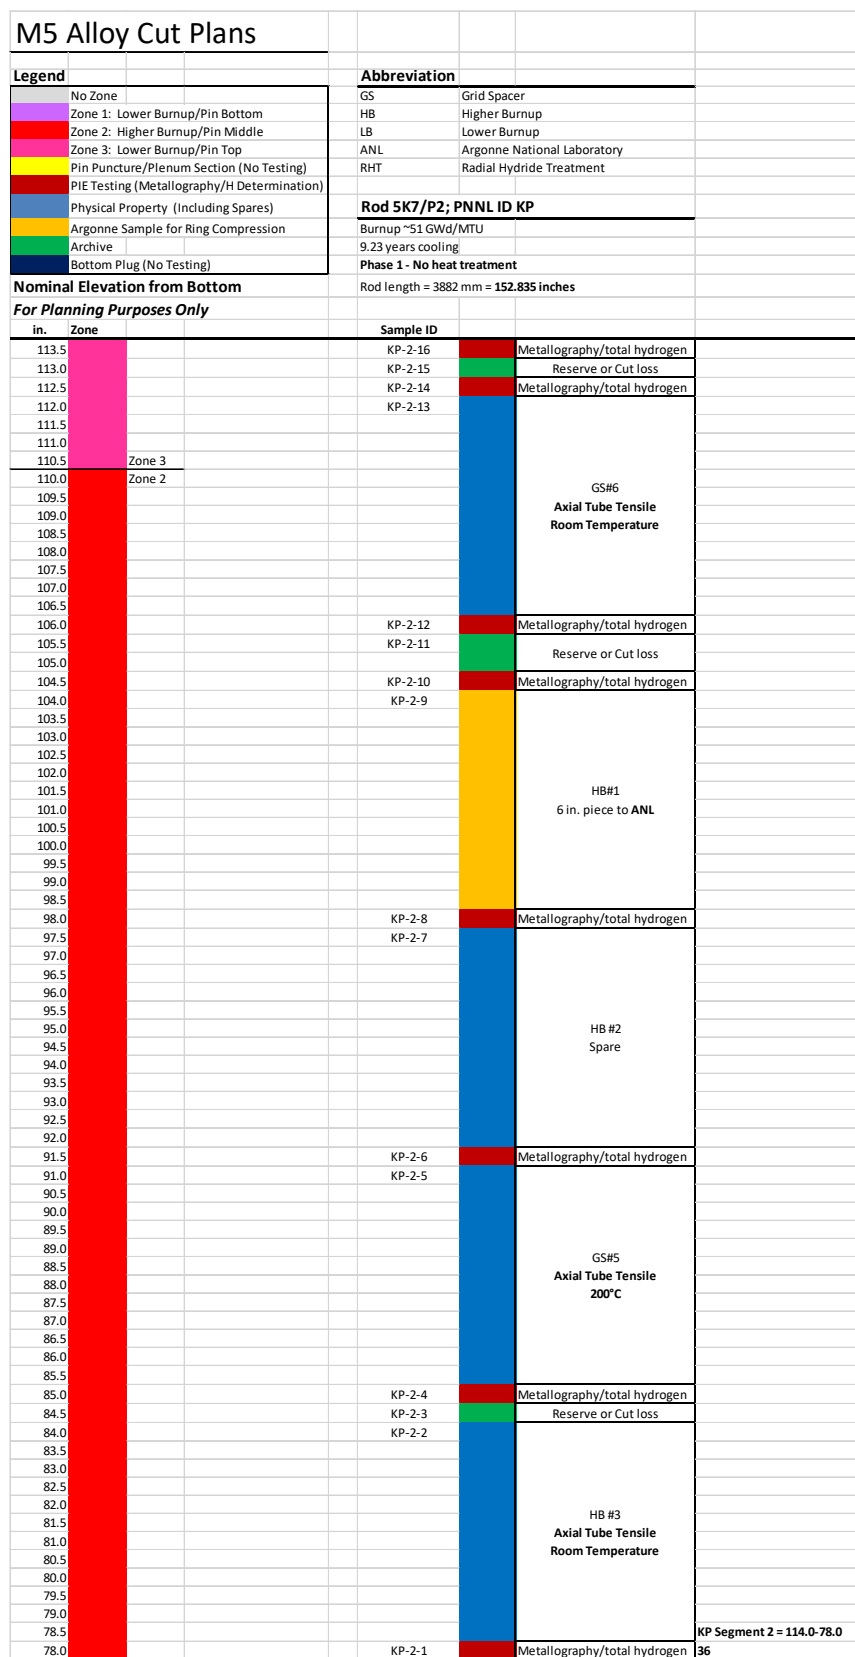 M5 Alloy Cut Plans
Legend
No Zone
Zone 1: Lower Burnup/Pin Bottom
Zone 2: Higher Burnup/Pin Middle
Zone 3: Lower Burnup/Pin Top
Pin Puncture/Plenum Section (No Testing)
PIE Testing (Metallography/H Determination)
Physical Property (Including Spares)
Argonne Sample for Ring Compression
Archive
Bottom Plug (No Testing)
Abbreviation
GS Grid Spacer
HB Higher Burnup
LB Lower Burnup
ANL Argonne National Laboratory
RHT Radial Hydride Treatment
Rod 5K7/P2; PNNL ID KP
Burnup ~51 GWd/MTU
9.23 years cooling
Phase 1 - No heat treatment
Nominal Elevation from Bottom
Rod length = 3882 mm = 152.835 inches
For Planning Purposes Only
in. Zone Sample ID
113.5 KP-2-16 Metallography/total hydrogen
113.0 KP-2-15 Reserve or Cut loss
112.5 KP-2-14 Metallography/total hydrogen
112.0 KP-2-13
111.5
111.0
110.5 Zone 3
110.0 Zone 2
GS#6
109.5
109.0 Axial Tube Tensile
108.5 Room Temperature
108.0
107.5
107.0
106.5
106.0 KP-2-12 Metallography/total hydrogen
105.5 KP-2-11
Reserve or Cut loss
105.0
104.5 KP-2-10 Metallography/total hydrogen
104.0 KP-2-9
103.5
103.0
102.5
102.0
101.5 HB#1
101.0 6 in. piece to ANL
100.5
100.0
99.5
99.0
98.5
98.0 KP-2-8 Metallography/total hydrogen
97.5 KP-2-7
97.0
96.5
96.0
95.5
95.0 HB #2
94.5 Spare
94.0
93.5
93.0
92.5
92.0
91.5 KP-2-6 Metallography/total hydrogen
91.0 KP-2-5
90.5
90.0
89.5
89.0 GS#5
88.5 Axial Tube Tensile
88.0
87.5 200°C
87.0
86.5
86.0
85.5
85.0 KP-2-4 Metallography/total hydrogen
84.5 KP-2-3 Reserve or Cut loss
84.0 KP-2-2
83.5
83.0
82.5
82.0
81.5 HB #3
81.0 Axial Tube Tensile
80.5 Room Temperature
80.0
79.5
79.0
78.5 KP Segment 2 = 114.0-78.0
78.0 KP-2-1 Metallography/total hydrogen 36